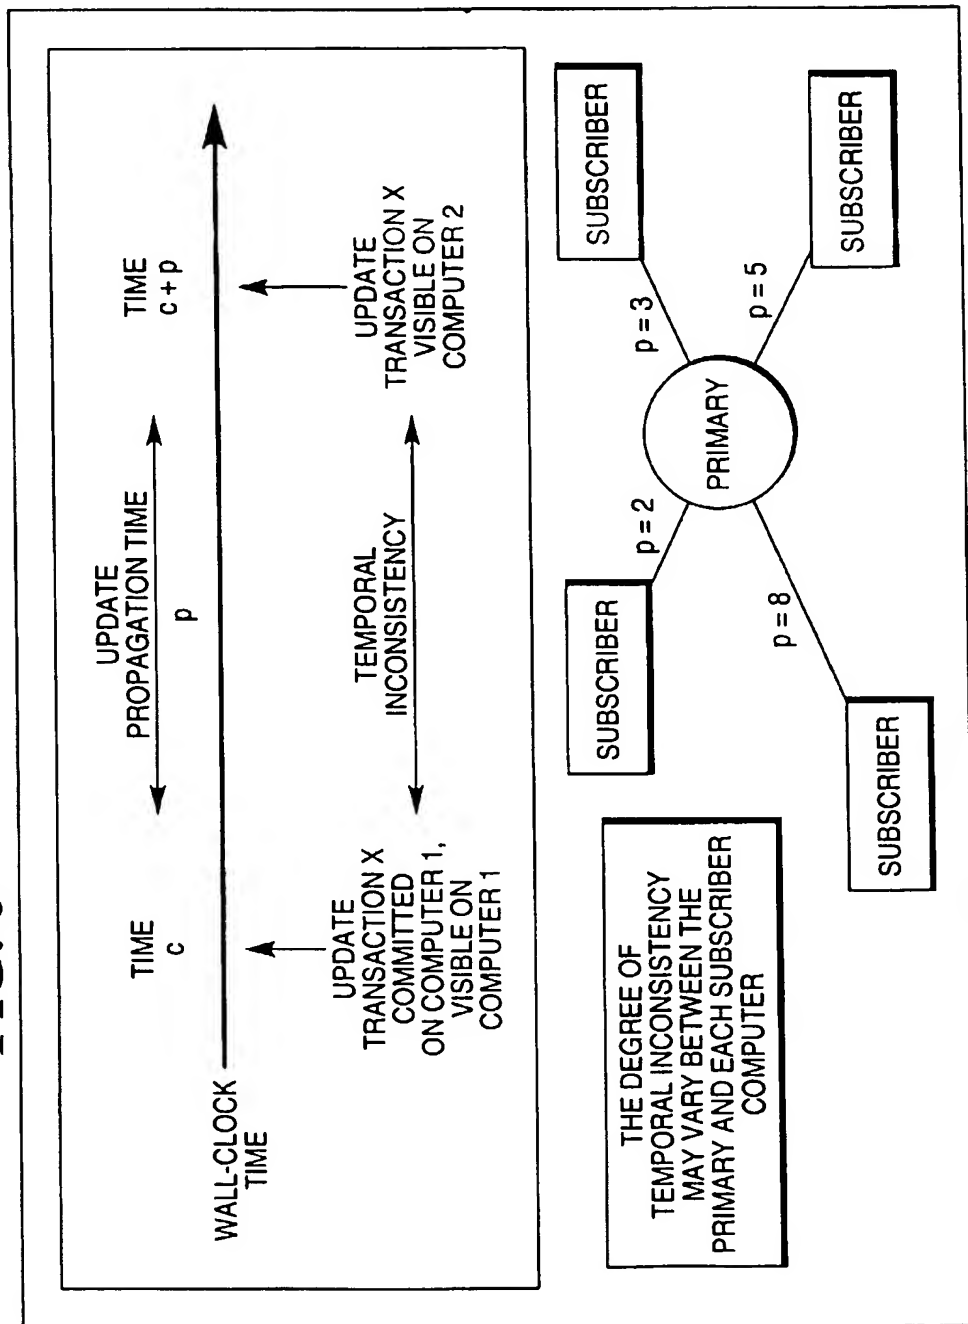 UPDATE
PROPAGATION TIME
TIME
c
p
TIME
c + p
WALL-CLOCK
TIME
UPDATE
TRANSACTION X
COMMITTED
ON COMPUTER 1,
VISIBLE ON
COMPUTER 1
TEMPORAL
INCONSISTENCY
UPDATE
TRANSACTION X
VISIBLE ON
COMPUTER 2
THE DEGREE OF
TEMPORAL INCONSISTENCY
MAY VARY BETWEEN THE
PRIMARY AND EACH SUBSCRIBER
COMPUTER
SUBSCRIBER
p = 2
SUBSCRIBER
p = 3
PRIMARY
p = 8
SUBSCRIBER
p = 5
SUBSCRIBER